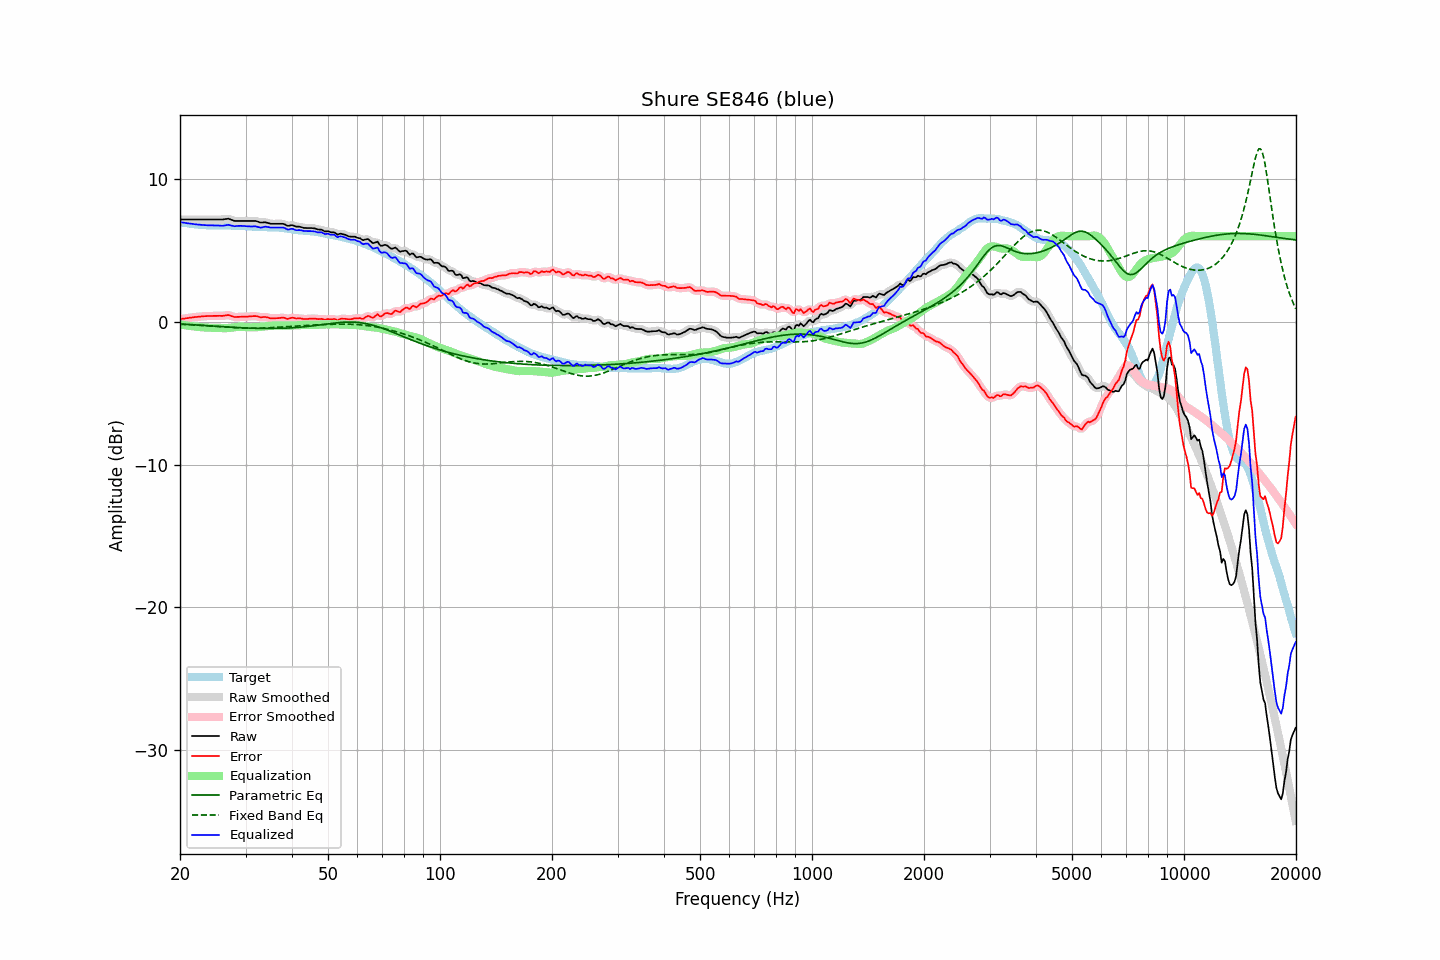 Shure SE846 (blue)
Amplitude (dBr)
10
0
−10
−20
−30
Target
Raw Smoothed
Error Smoothed
Raw
Error
Equalization
Parametric Eq
Fixed Band Eq
Equalized
20 50 100 200 500 1000 2000 5000 10000 20000
Frequency (Hz)